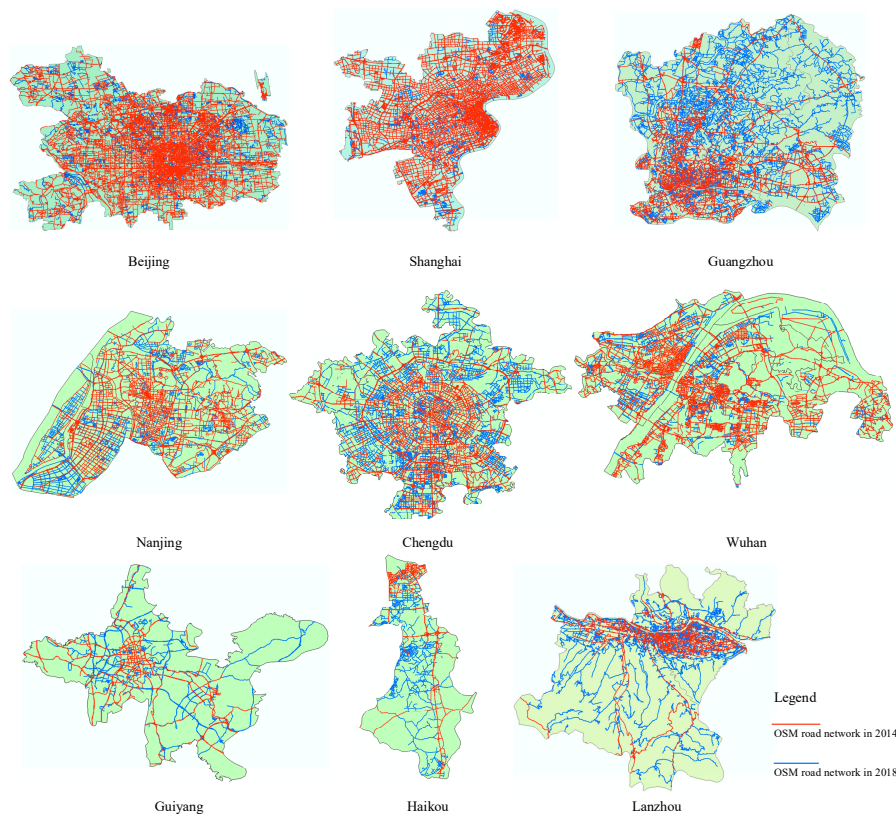 Beijing
Shanghai
Guangzhou
Nanjing
Chengdu
Wuhan
Guiyang
Haikou
Lanzhou
Legend
OSM road network in 2014
OSM road network in 2018